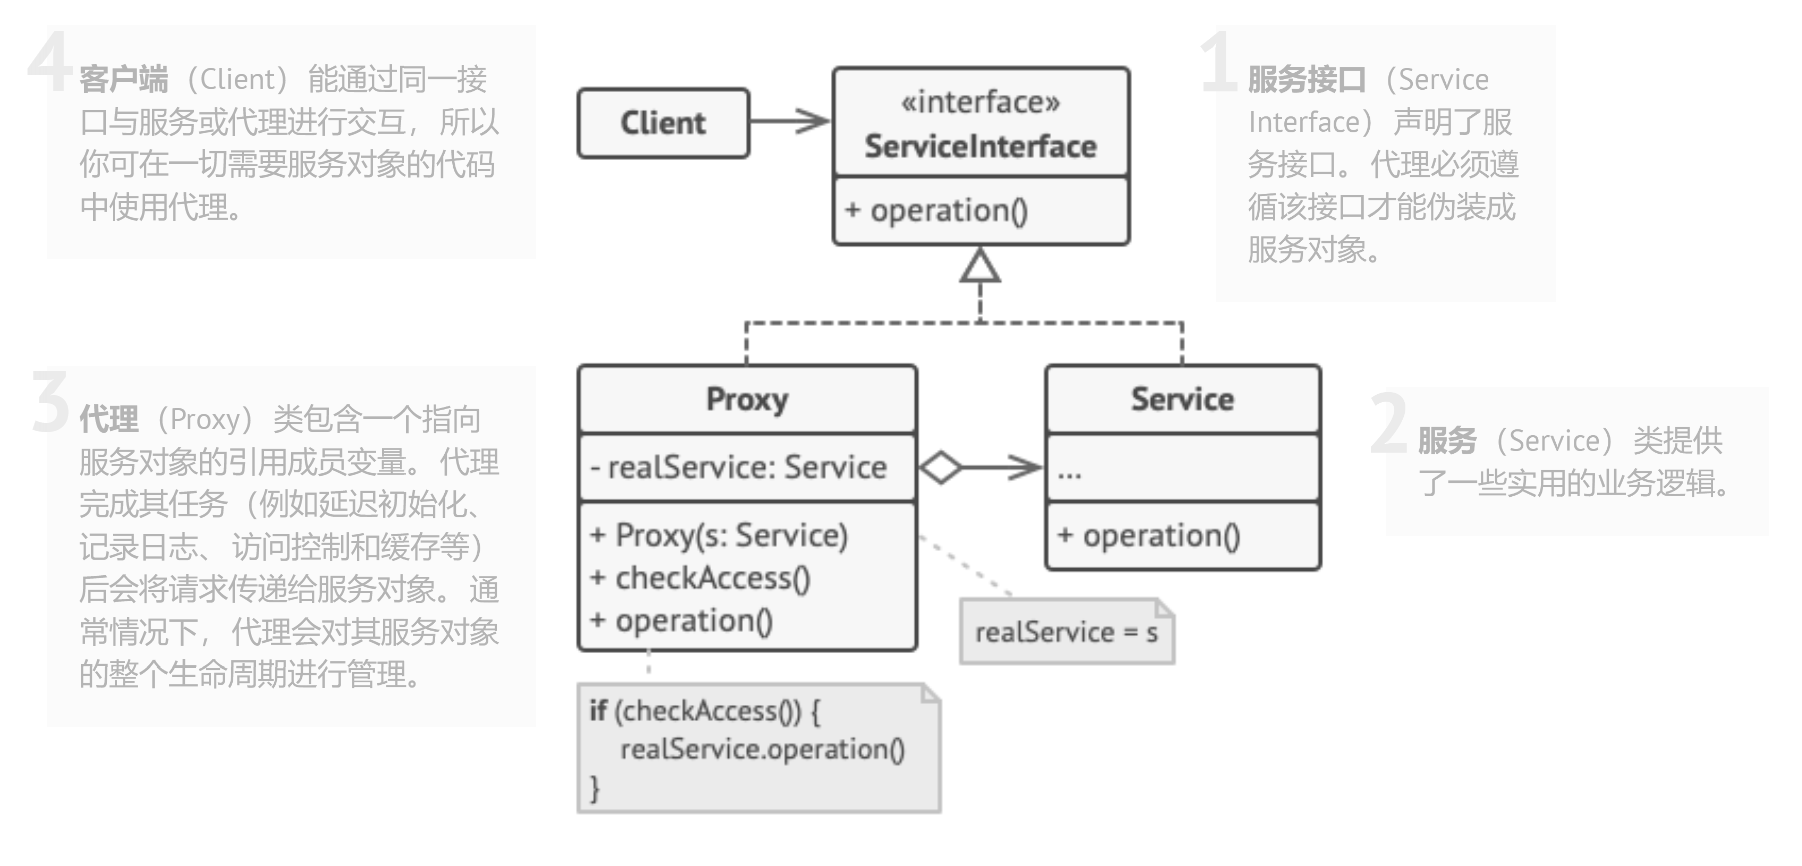 4
客户端（Client）能通过同一接
口与服务或代理进行交互，所以
你可在一切需要服务对象的代码
中使用代理。
Client
«interface»
ServiceInterface
+ operation()
1
服务接口（Service
Interface）声明了服
务接口。代理必须遵
循该接口才能伪装成
服务对象。
3
代理（Proxy）类包含一个指向
服务对象的引用成员变量。代理
完成其任务（例如延迟初始化、
记录日志、访问控制和缓存等）
后会将请求传递给服务对象。通
常情况下，代理会对其服务对象
的整个生命周期进行管理。
Proxy
- realService: Service
+ Proxy(s: Service)
+ checkAccess()
+ operation()
Service
...
+ operation()
2
服务（Service）类提供
了一些实用的业务逻辑。
realService = s
if (checkAccess()) {
realService.operation()
}